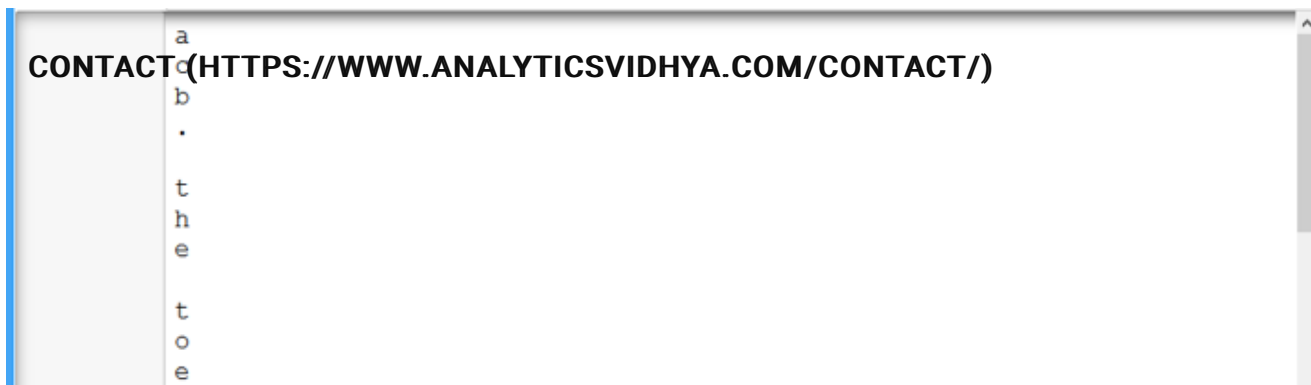 a
CONTACT (HTTPS://WWW.ANALYTICSVIDHYA.COM/CONTACT/)
b
.
t
h
e
t
o
e